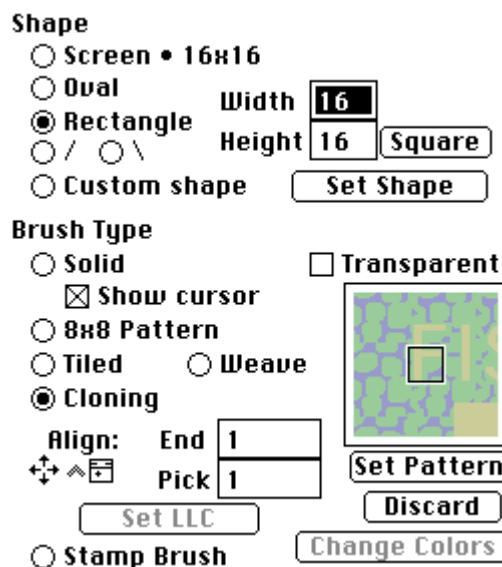 Shape
Screen • 16x16
Oval
Width 16
Rectangle
Height 16 Square
/ \
Custom shape Set Shape
Brush Type
Solid Transparent
Show cursor
8x8 Pattern
Tiled Weave
Cloning
FIS
Align: End 1
Pick 1 Set Pattern
Set LLC Discard
Stamp Brush Change Colors